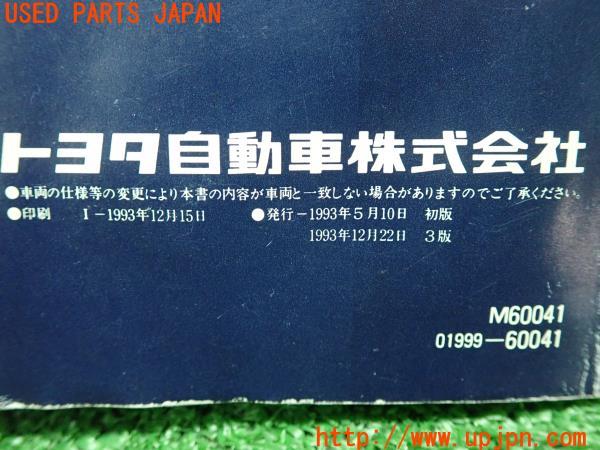 USED PARTS JAPAN
トヨタ自動車株式会社
●車両の仕様等の変更により本書の内容が車両と一致しない場合がありますのでご了承ください。
●印刷 I－1993年12月15日 ●発行－1993年5月10日 初版
1993年12月22日 3版
M60041
01999－60041
http://www.upjpn.com/